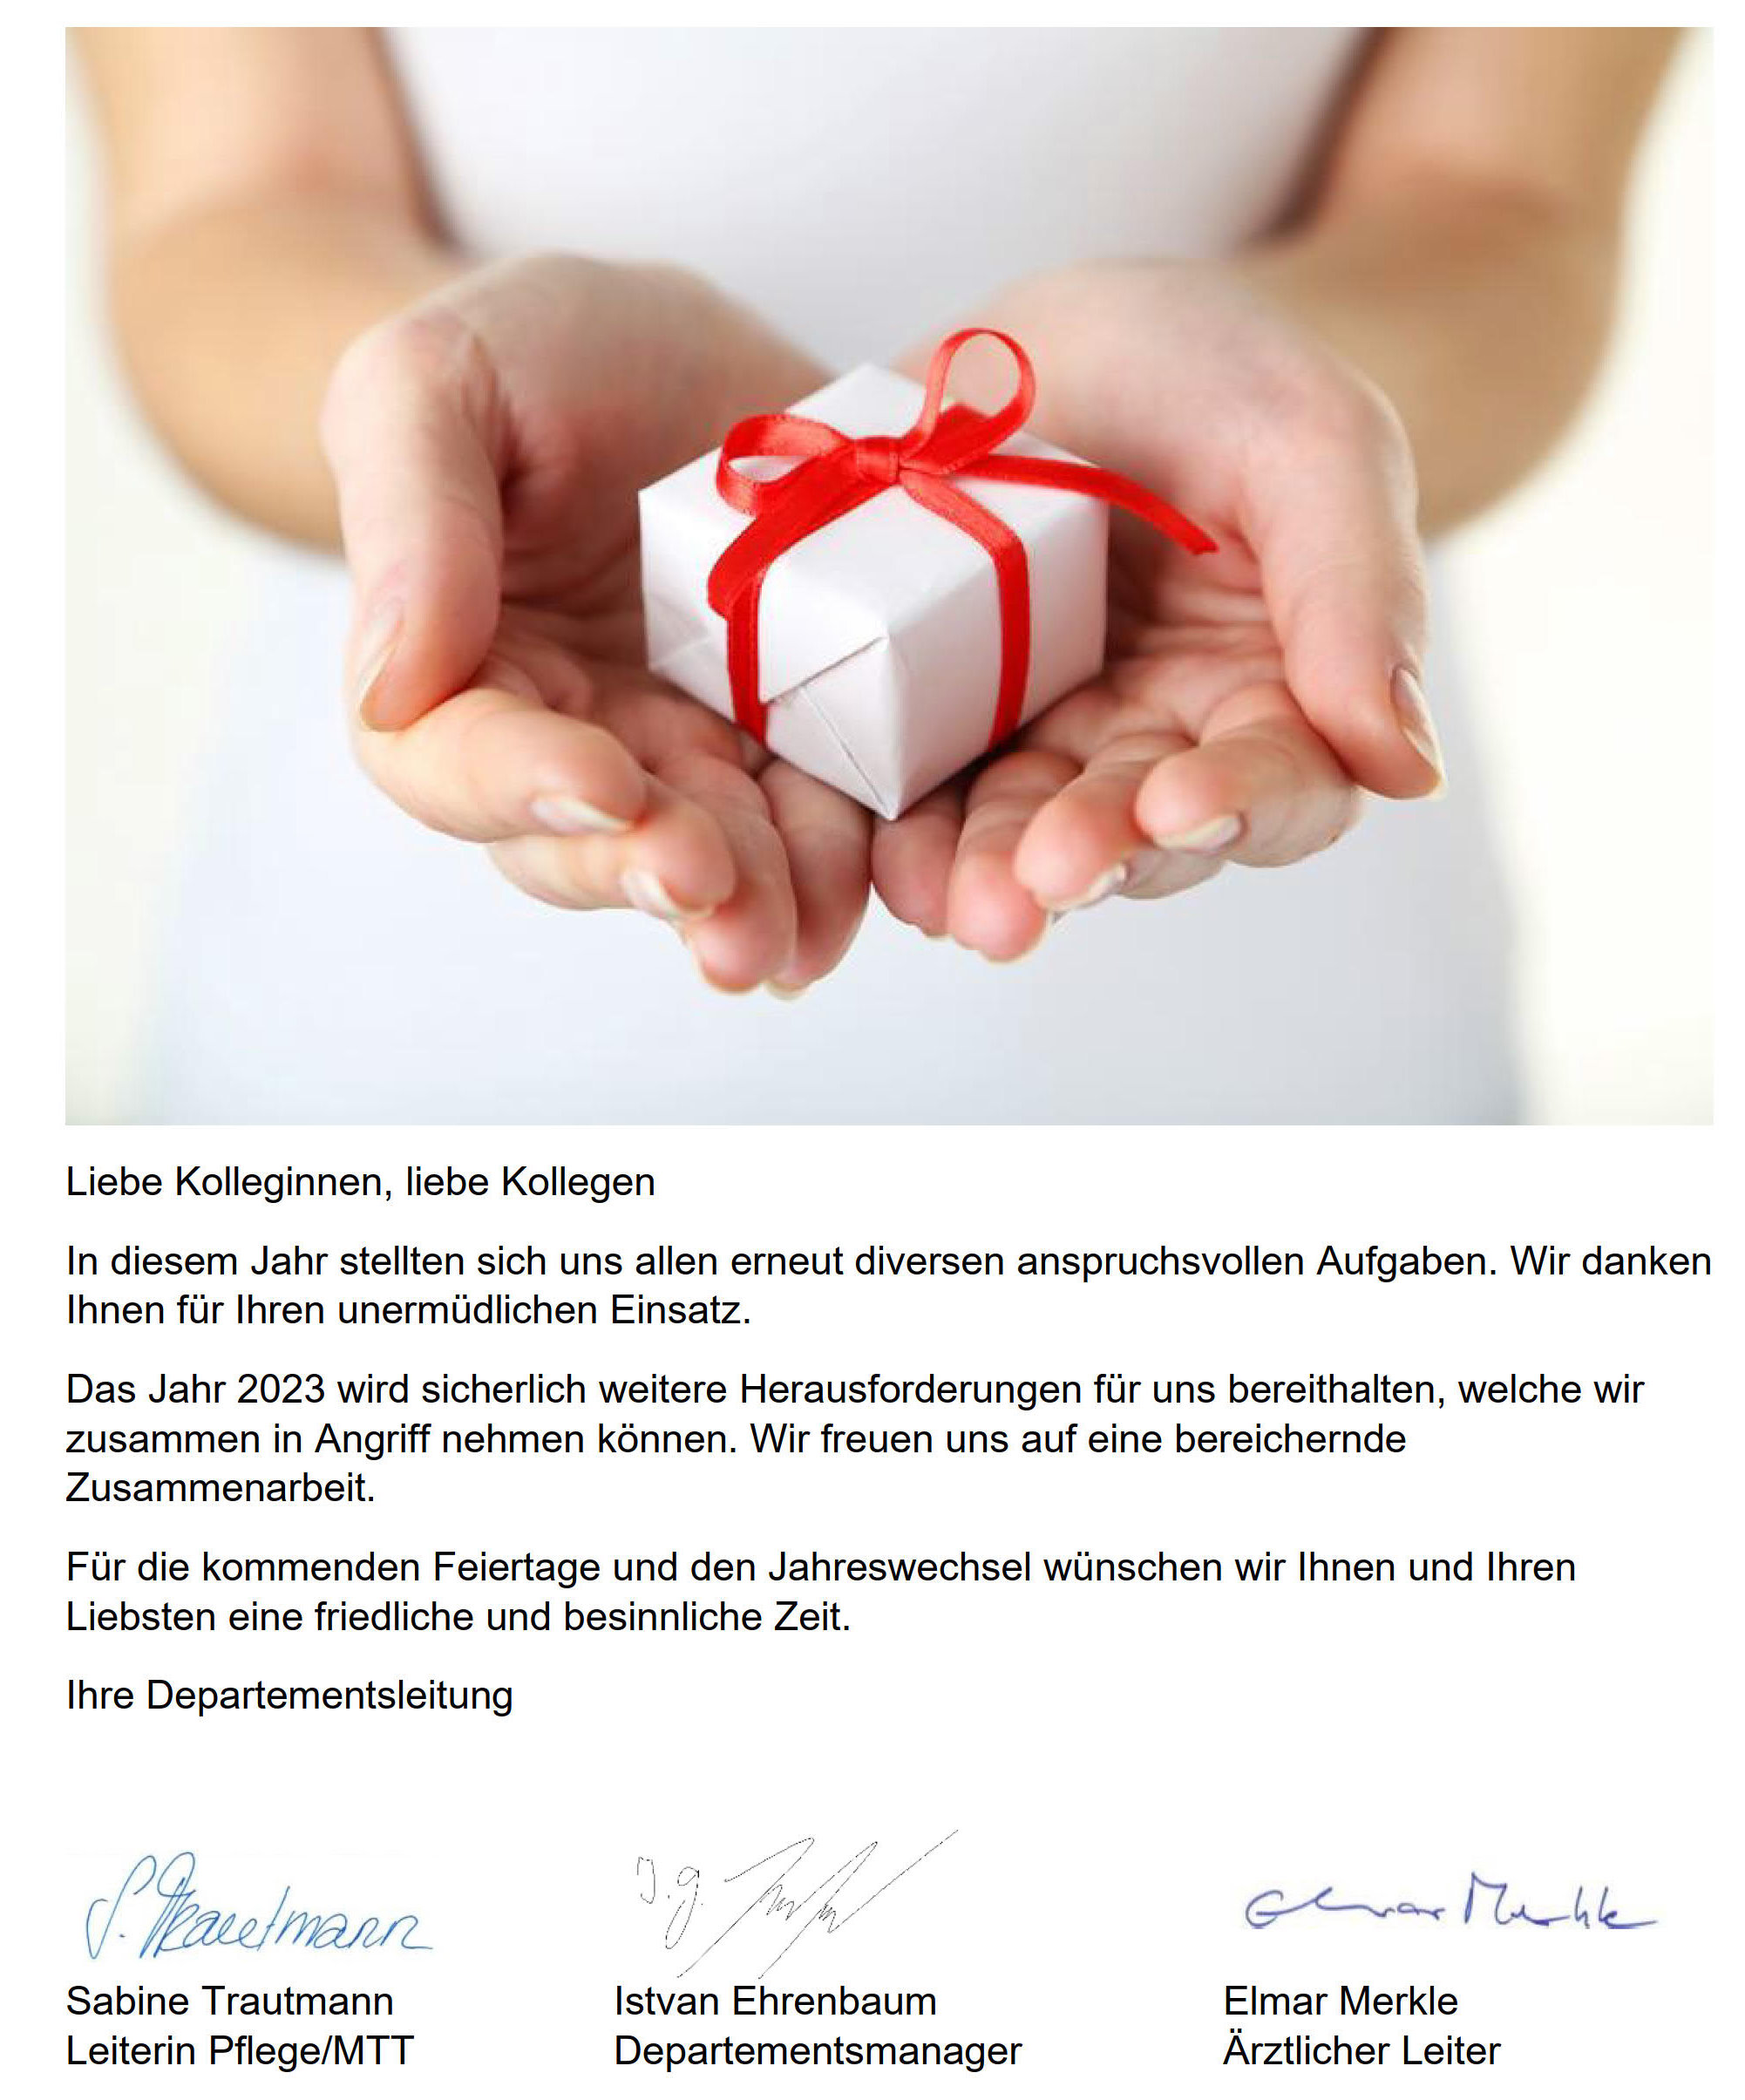 Liebe Kolleginnen, liebe Kollegen
In diesem Jahr stellten sich uns allen erneut diversen anspruchsvollen Aufgaben. Wir danken
Ihnen für Ihren unermüdlichen Einsatz.
Das Jahr 2023 wird sicherlich weitere Herausforderungen für uns bereithalten, welche wir
zusammen in Angriff nehmen können. Wir freuen uns auf eine bereichernde
Zusammenarbeit.
Für die kommenden Feiertage und den Jahreswechsel wünschen wir Ihnen und Ihren
Liebsten eine friedliche und besinnliche Zeit.
Ihre Departementsleitung
S. Trautmann
Elmar Merkle
Sabine Trautmann Istvan Ehrenbaum Elmar Merkle
Leiterin Pflege/MTT Departementsmanager Ärztlicher Leiter